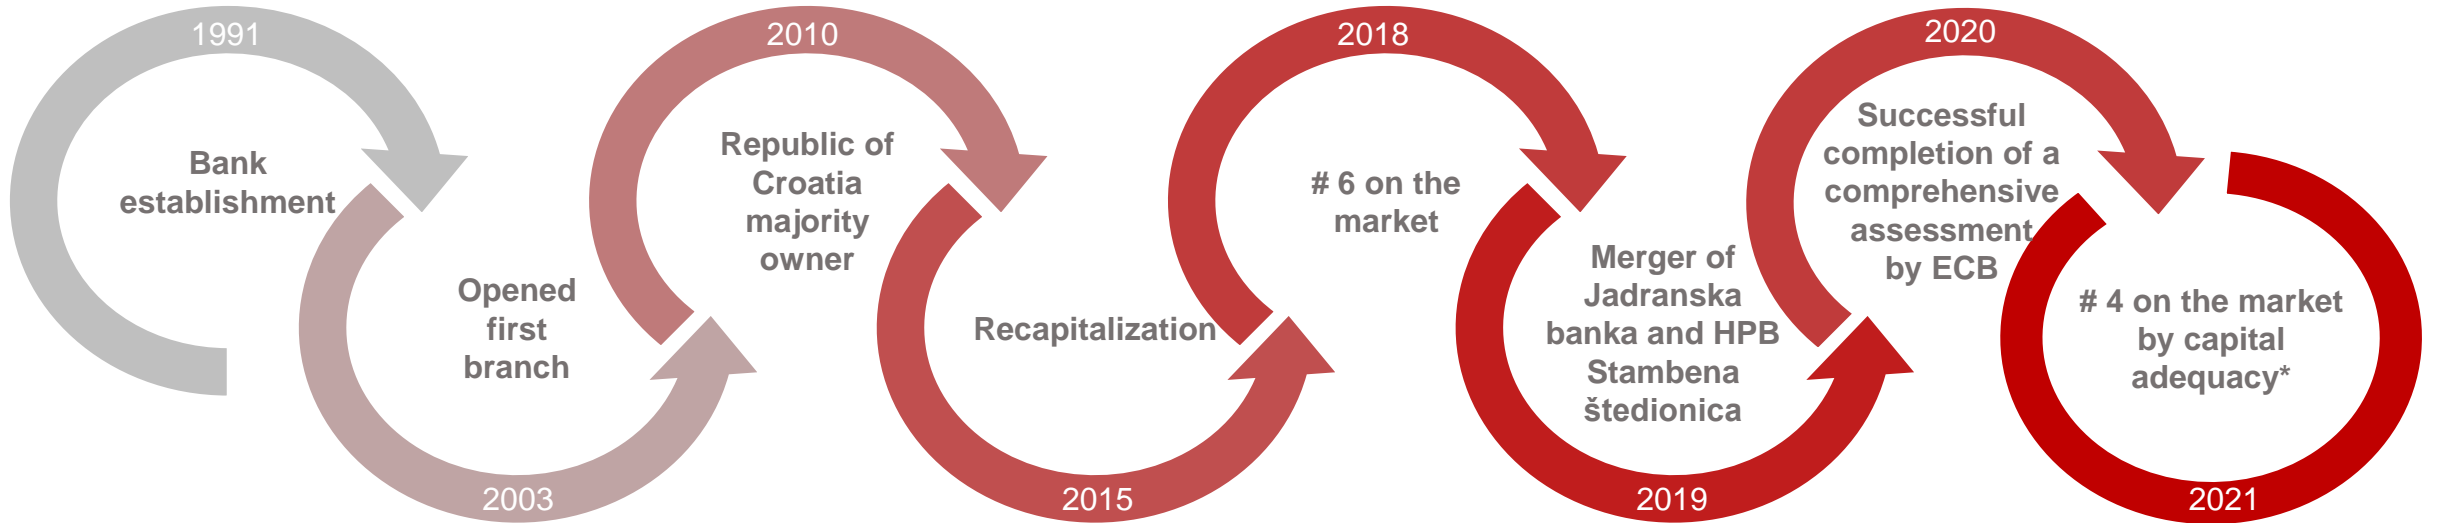 1991
Bank
establishment
2003
Opened
first
branch
2010
Republic of
Croatia
majority
owner
2015
Recapitalization
2018
# 6 on the
market
2019
Merger of
Jadranska
banka and HPB
Stambena
štedionica
2020
Successful
completion of a
comprehensive
assessment
by ECB
2021
# 4 on the market
by capital
adequacy*